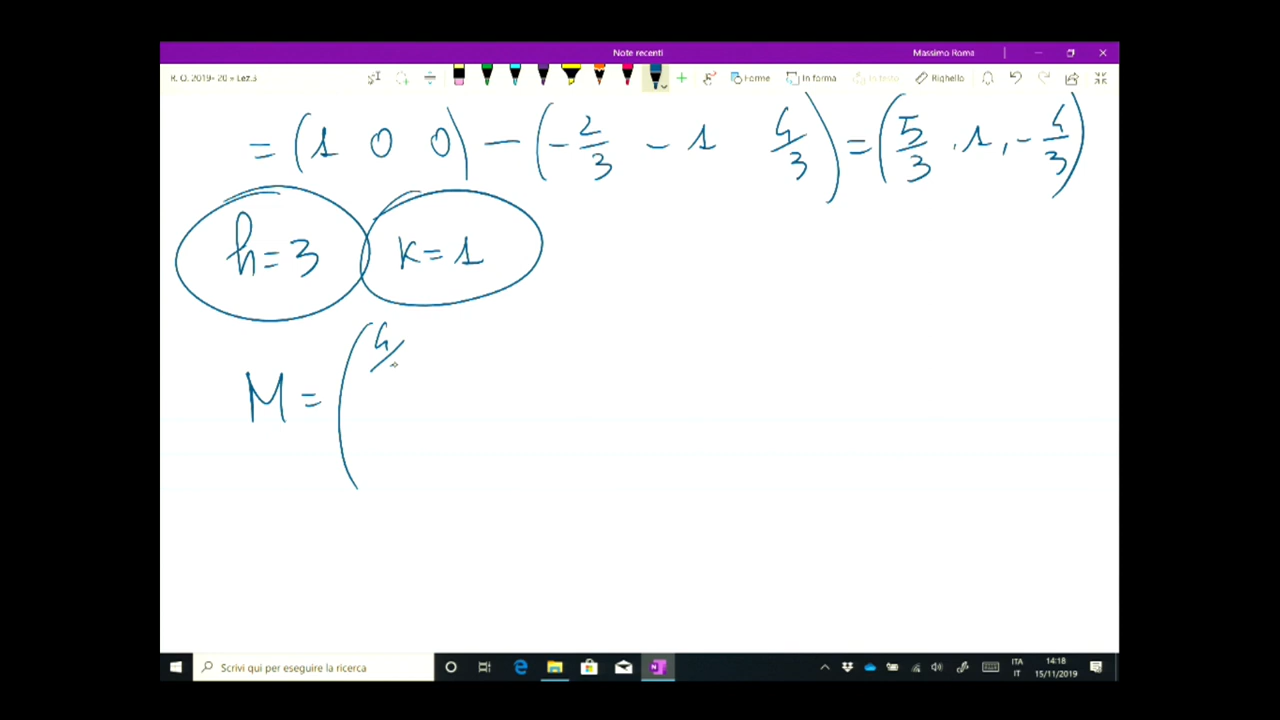 Note recenti
Massimo Roma
R. O. 2019-20 » Lez.3
Forme
In forma
In testo
Righello
= (1 0 0) − (−2/3 −1 4/3) = (5/3, 1, −4/3)
h=3
K=1
M = (4/
Scrivi qui per eseguire la ricerca
ITA
IT
14:18
15/11/2019